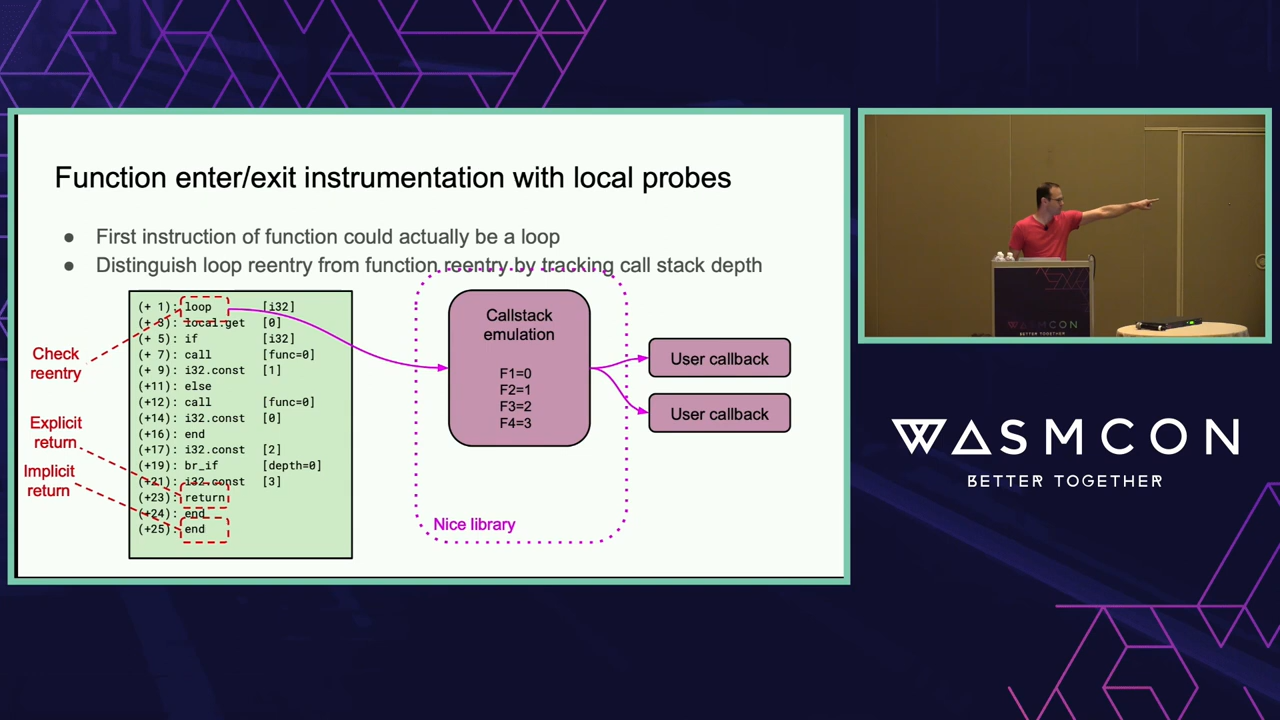 Function enter/exit instrumentation with local probes
● First instruction of function could actually be a loop
● Distinguish loop reentry from function reentry by tracking call stack depth
(+ 1): loop [i32]
(+ 3): local.get [0]
(+ 5): if [i32]
(+ 7): call [func=0]
(+ 9): i32.const [1]
(+11): else
(+12): call [func=0]
(+14): i32.const [0]
(+16): end
(+17): i32.const [2]
(+19): br_if [depth=0]
(+21): i32.const [3]
(+23): return
(+24): end
(+25): end
Check
reentry
Explicit
return
Implicit
return
Callstack
emulation
F1=0
F2=1
F3=2
F4=3
Nice library
User callback
User callback
WASMCON
BETTER TOGETHER
WASMCON
BETTER TOGETHER